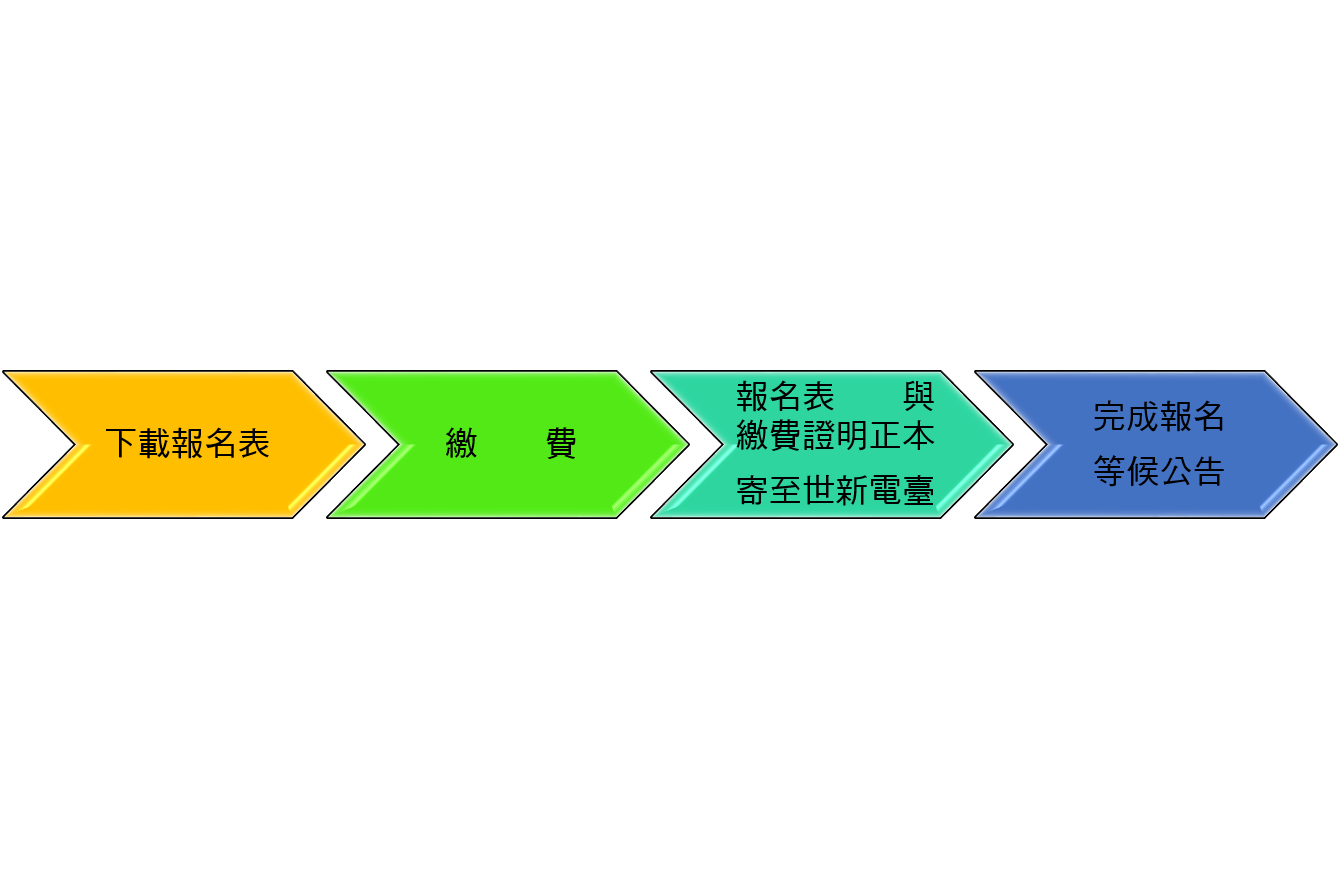 下載報名表
繳　　費
報名表　　與
繳費證明正本
寄至世新電臺
完成報名
等候公告